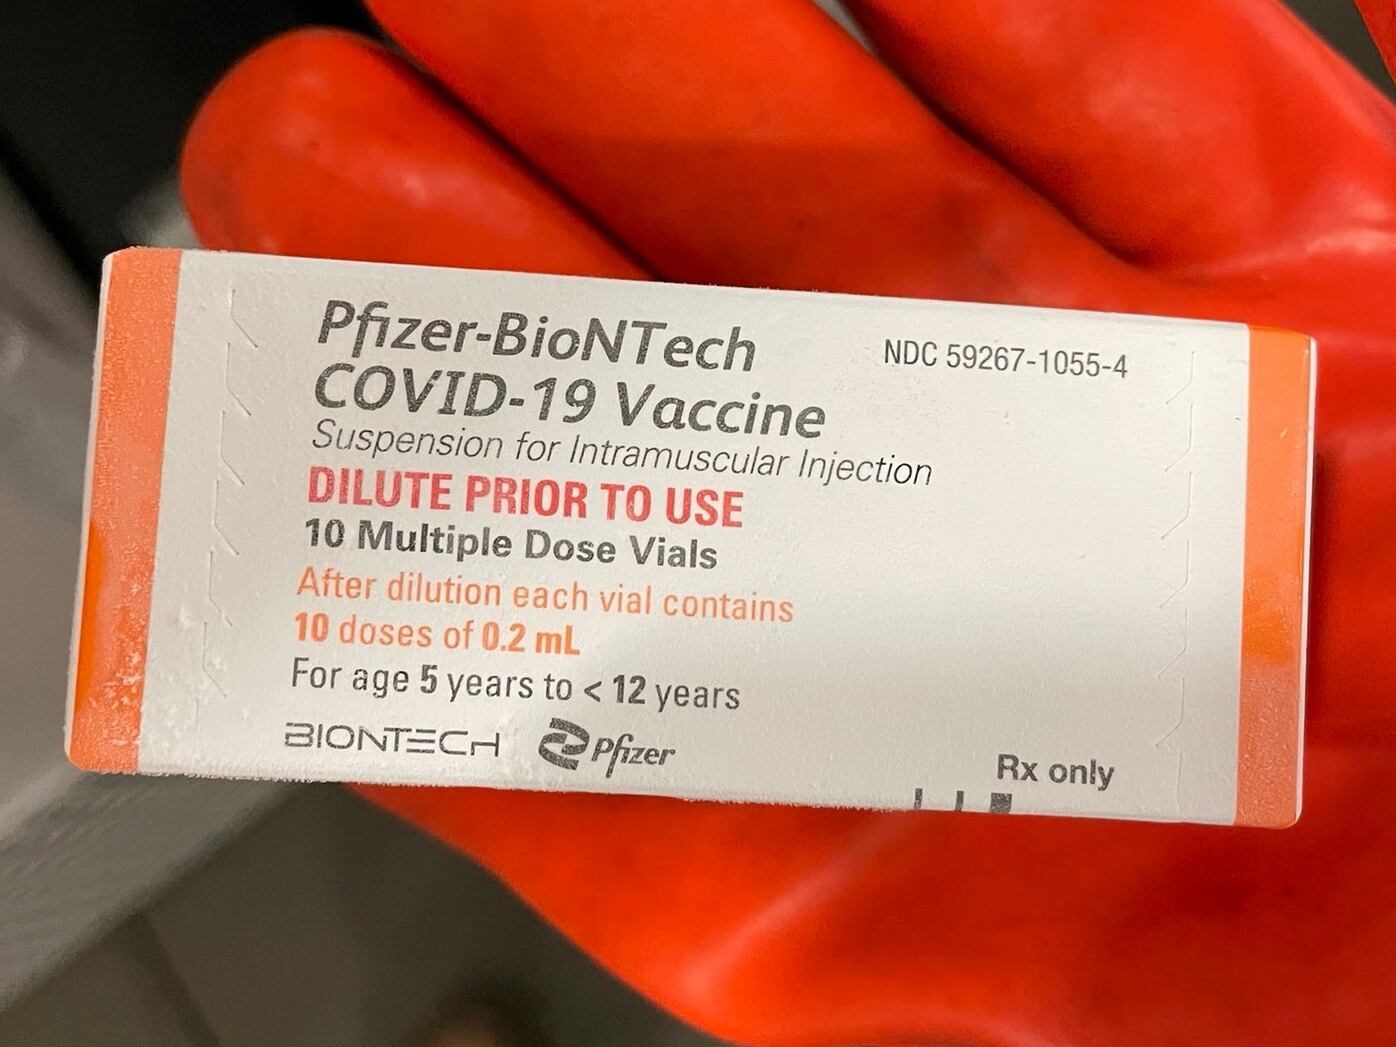 Pfizer-BioNTech
COVID-19 Vaccine
NDC 59267-1055-4
Suspension for Intramuscular Injection
DILUTE PRIOR TO USE
10 Multiple Dose Vials
After dilution each vial contains
10 doses of 0.2 mL
For age 5 years to < 12 years
BIONTECH Pfizer
Rx only